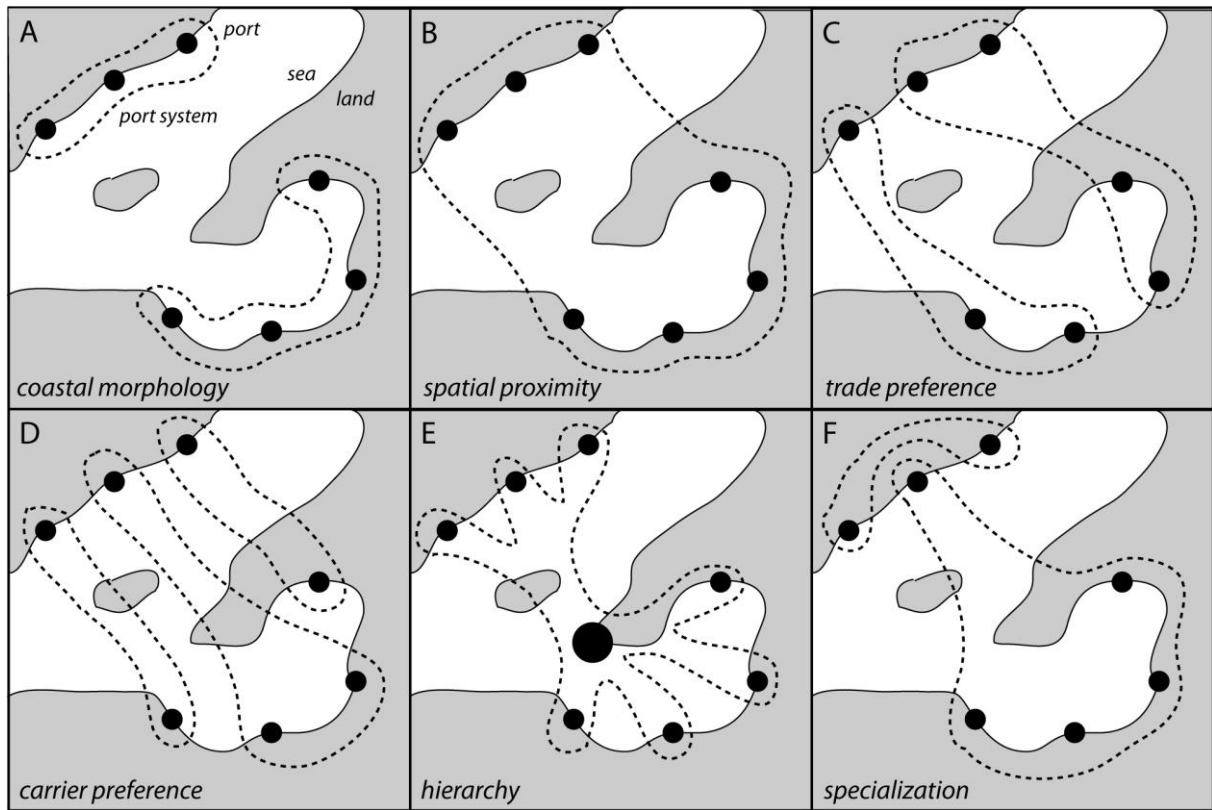 A
port
sea
land
port system
coastal morphology
B
spatial proximity
C
trade preference
D
carrier preference
E
hierarchy
F
specialization